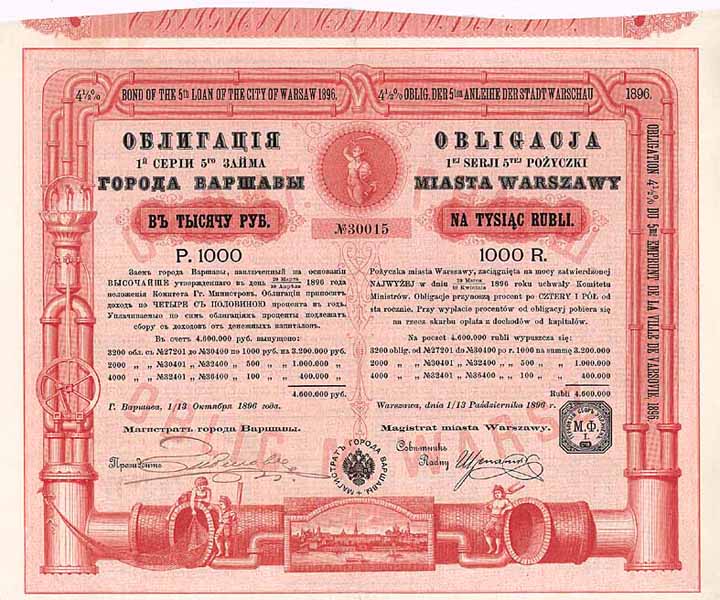 4½%
BOND OF THE 5th LOAN OF THE CITY OF WARSAW 1896.
4½% OBLIG. DER 5ten ANLEIHE DER STADT WARSCHAU
1896.
OBLIGATION 4½% DU 5me EMPRUNT DE LA VILLE DE VARSOVIE 1896
ОБЛИГАЦІЯ
1й СЕРІИ 5го ЗАЙМА
ГОРОДА ВАРШАВЫ
ВЪ ТЫСЯЧУ РУБ.
Р. 1000
Заемъ города Варшавы, заключенный на основаніи
ВЫСОЧАЙШЕ утвержденнаго въ день 29 Марта / 10 Апрѣля 1896 года
положенія Комитета Гг. Министровъ. Облигаціи приносятъ
доходъ по ЧЕТЫРЕ СЪ ПОЛОВИНОЮ процента въ годъ.
Уплачиваемые по симъ облигаціямъ проценты подлежатъ
сбору съ доходовъ отъ денежныхъ капиталовъ.
Въ счетъ 4.600.000 руб. выпущено:
3200 обл. съ №27201 до №30400 по 1000 руб. на 3.200.000 руб.
2000 „ „ №30401 „ №32400 „ 500 „ „ 1.000.000 „
4000 „ „ №32401 „ №36400 „ 100 „ „ 400.000 „
4.600.000 руб.
Г. Варшава, 1/13 Октября 1896 года.
Магистратъ города Варшавы.
Президентъ
№30015
OBLIGACJA
1ej SERJI 5tej POŻYCZKI
MIASTA WARSZAWY
NA TYSIĄC RUBLI.
1000 R.
Pożyczka miasta Warszawy, zaciągnięta na mocy zatwierdzonej
NAJWYŻEJ w dniu 29 Marca / 10 Kwietnia 1896 roku uchwały Komitetu
Ministrów. Obligacje przynoszą procent po CZTERY I PÓŁ od
sta rocznie. Przy wypłacie procentów od obligacyj pobiera się
na rzecz skarbu opłata z dochodów od kapitałów.
Na poczet 4.600.000 rubli wypuszcza się:
3200 oblig. od №27201 do №30400 po r. 1000 na summę 3.200.000
2000 „ „ №30401 „ №32400 „ 500 „ „ 1.000.000
4000 „ „ №32401 „ №36400 „ 100 „ „ 400.000
Rubli 4.600.000
Warszawa, dnia 1/13 Października 1896 r.
Magistrat miasta Warszawy.
Совѣтникъ
Radny
М.Ф.
МАГИСТРАТЪ ГОРОДА ВАРШАВЫ